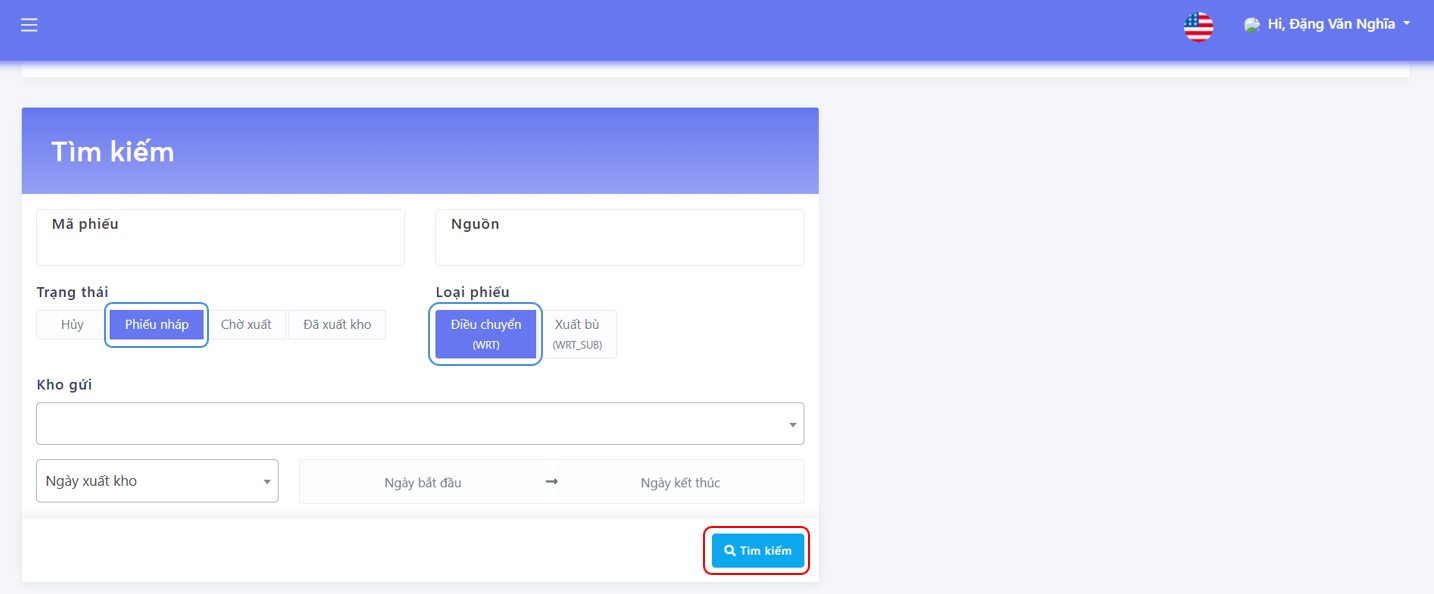 Hi, Đặng Văn Nghĩa
Tìm kiếm
Mã phiếu
Nguồn
Trạng thái
Hủy Phiếu nháp Chờ xuất Đã xuất kho
Loại phiếu
Điều chuyển
(WRT)
Xuất bù
(WRT_SUB)
Kho gửi
Ngày xuất kho
Ngày bắt đầu
Ngày kết thúc
Tìm kiếm